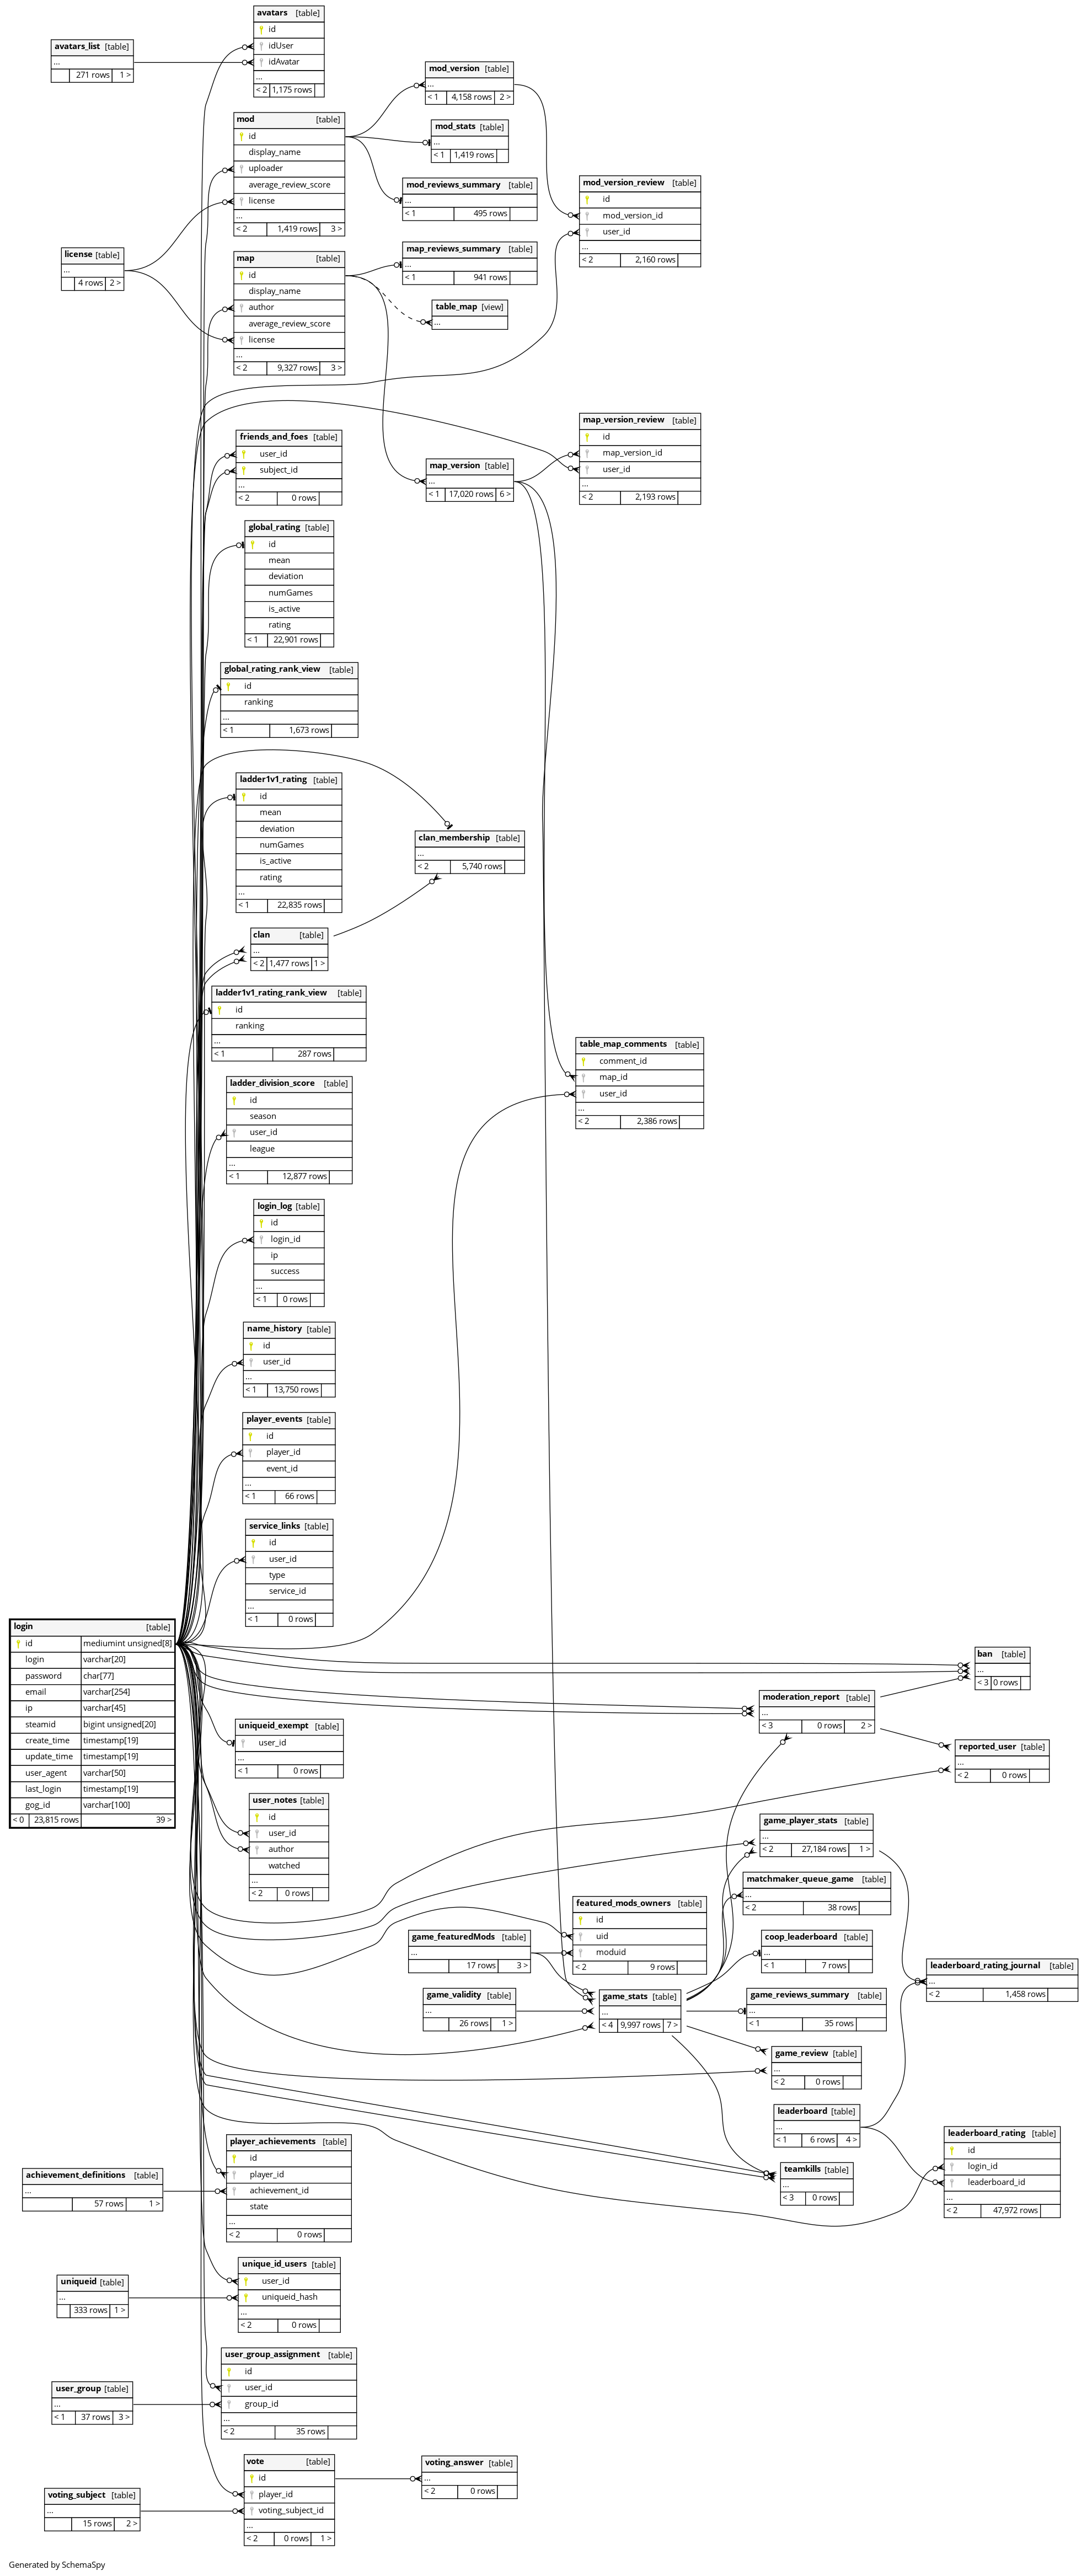 avatars [table]
id
idUser
idAvatar
...
< 2 1,175 rows
avatars_list [table]
...
271 rows 1 >
mod_version [table]
...
< 1 4,158 rows 2 >
mod [table]
id
display_name
uploader
average_review_score
license
...
< 2 1,419 rows 3 >
mod_stats [table]
...
< 1 1,419 rows
mod_reviews_summary [table]
...
< 1 495 rows
mod_version_review [table]
id
mod_version_id
user_id
...
< 2 2,160 rows
license [table]
...
4 rows 2 >
map [table]
id
display_name
author
average_review_score
license
...
< 2 9,327 rows 3 >
map_reviews_summary [table]
...
< 1 941 rows
table_map [view]
...
friends_and_foes [table]
user_id
subject_id
...
< 2 0 rows
map_version [table]
...
< 1 17,020 rows 6 >
map_version_review [table]
id
map_version_id
user_id
...
< 2 2,193 rows
global_rating [table]
id
mean
deviation
numGames
is_active
rating
< 1 22,901 rows
global_rating_rank_view [table]
id
ranking
...
< 1 1,673 rows
ladder1v1_rating [table]
id
mean
deviation
numGames
is_active
rating
...
< 1 22,835 rows
clan_membership [table]
...
< 2 5,740 rows
clan [table]
...
< 2 1,477 rows 1 >
ladder1v1_rating_rank_view [table]
id
ranking
...
< 1 287 rows
table_map_comments [table]
comment_id
map_id
user_id
...
< 2 2,386 rows
ladder_division_score [table]
id
season
user_id
league
...
< 1 12,877 rows
login_log [table]
id
login_id
ip
success
...
< 1 0 rows
name_history [table]
id
user_id
...
< 1 13,750 rows
player_events [table]
id
player_id
event_id
...
< 1 66 rows
service_links [table]
id
user_id
type
service_id
...
< 1 0 rows
login [table]
id mediumint unsigned[8]
login varchar[20]
password char[77]
email varchar[254]
ip varchar[45]
steamid bigint unsigned[20]
create_time timestamp[19]
update_time timestamp[19]
user_agent varchar[50]
last_login timestamp[19]
gog_id varchar[100]
< 0 23,815 rows 39 >
ban [table]
...
< 3 0 rows
moderation_report [table]
...
< 3 0 rows 2 >
uniqueid_exempt [table]
user_id
...
< 1 0 rows
reported_user [table]
...
< 2 0 rows
user_notes [table]
id
user_id
author
watched
...
< 2 0 rows
game_player_stats [table]
...
< 2 27,184 rows 1 >
matchmaker_queue_game [table]
...
< 2 38 rows
featured_mods_owners [table]
id
uid
moduid
< 2 9 rows
game_featuredMods [table]
...
17 rows 3 >
coop_leaderboard [table]
...
< 1 7 rows
leaderboard_rating_journal [table]
...
< 2 1,458 rows
game_validity [table]
...
26 rows 1 >
game_stats [table]
...
< 4 9,997 rows 7 >
game_reviews_summary [table]
...
< 1 35 rows
game_review [table]
...
< 2 0 rows
leaderboard [table]
...
< 1 6 rows 4 >
leaderboard_rating [table]
id
login_id
leaderboard_id
...
< 2 47,972 rows
teamkills [table]
...
< 3 0 rows
player_achievements [table]
id
player_id
achievement_id
state
...
< 2 0 rows
achievement_definitions [table]
...
57 rows 1 >
unique_id_users [table]
user_id
uniqueid_hash
...
< 2 0 rows
uniqueid [table]
...
333 rows 1 >
user_group_assignment [table]
id
user_id
group_id
...
< 2 35 rows
user_group [table]
...
< 1 37 rows 3 >
vote [table]
id
player_id
voting_subject_id
...
< 2 0 rows 1 >
voting_answer [table]
...
< 2 0 rows
voting_subject [table]
...
15 rows 2 >
Generated by SchemaSpy